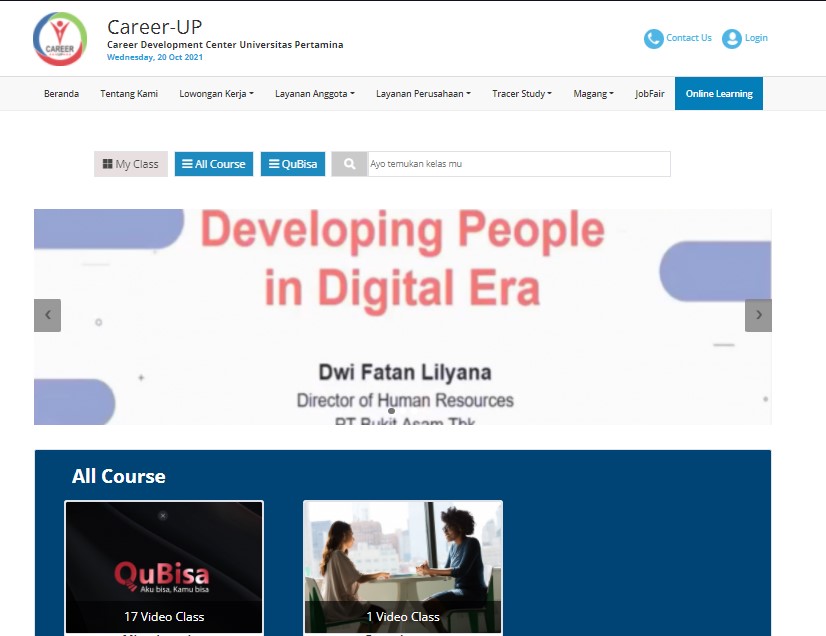 CAREER
Career-UP
Career Development Center Universitas Pertamina
Wednesday, 20 Oct 2021
Contact Us
Login
Beranda
Tentang Kami
Lowongan Kerja
Layanan Anggota
Layanan Perusahaan
Tracer Study
Magang
JobFair
Online Learning
My Class
All Course
QuBisa
Ayo temukan kelas mu
Developing People
in Digital Era
Dwi Fatan Lilyana
Director of Human Resources
PT Bukit Asam Tbk
All Course
QuBisa
Aku bisa, Kamu bisa
17 Video Class
1 Video Class